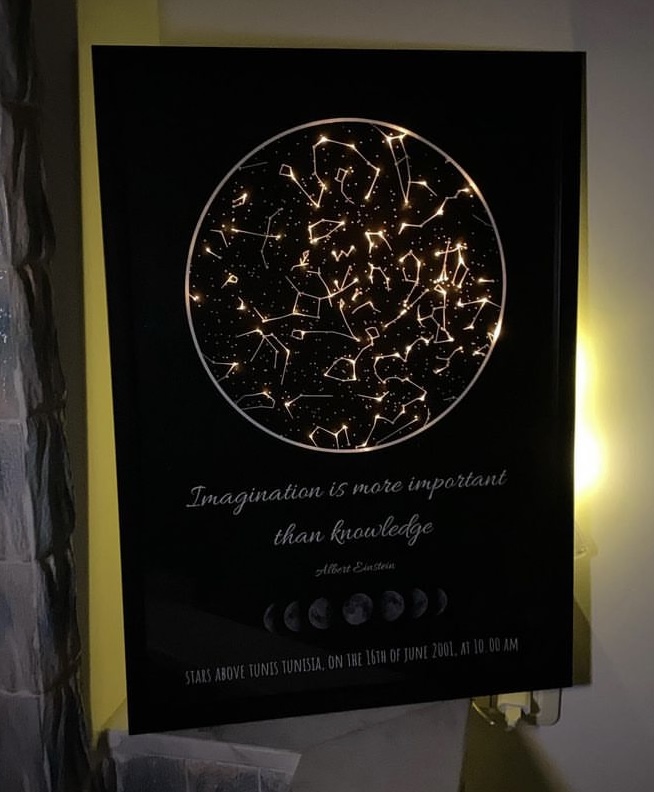 Imagination is more important
than knowledge
Albert Einstein
STARS ABOVE TUNIS TUNISIA, ON THE 16TH OF JUNE 2001, AT 10:00 AM